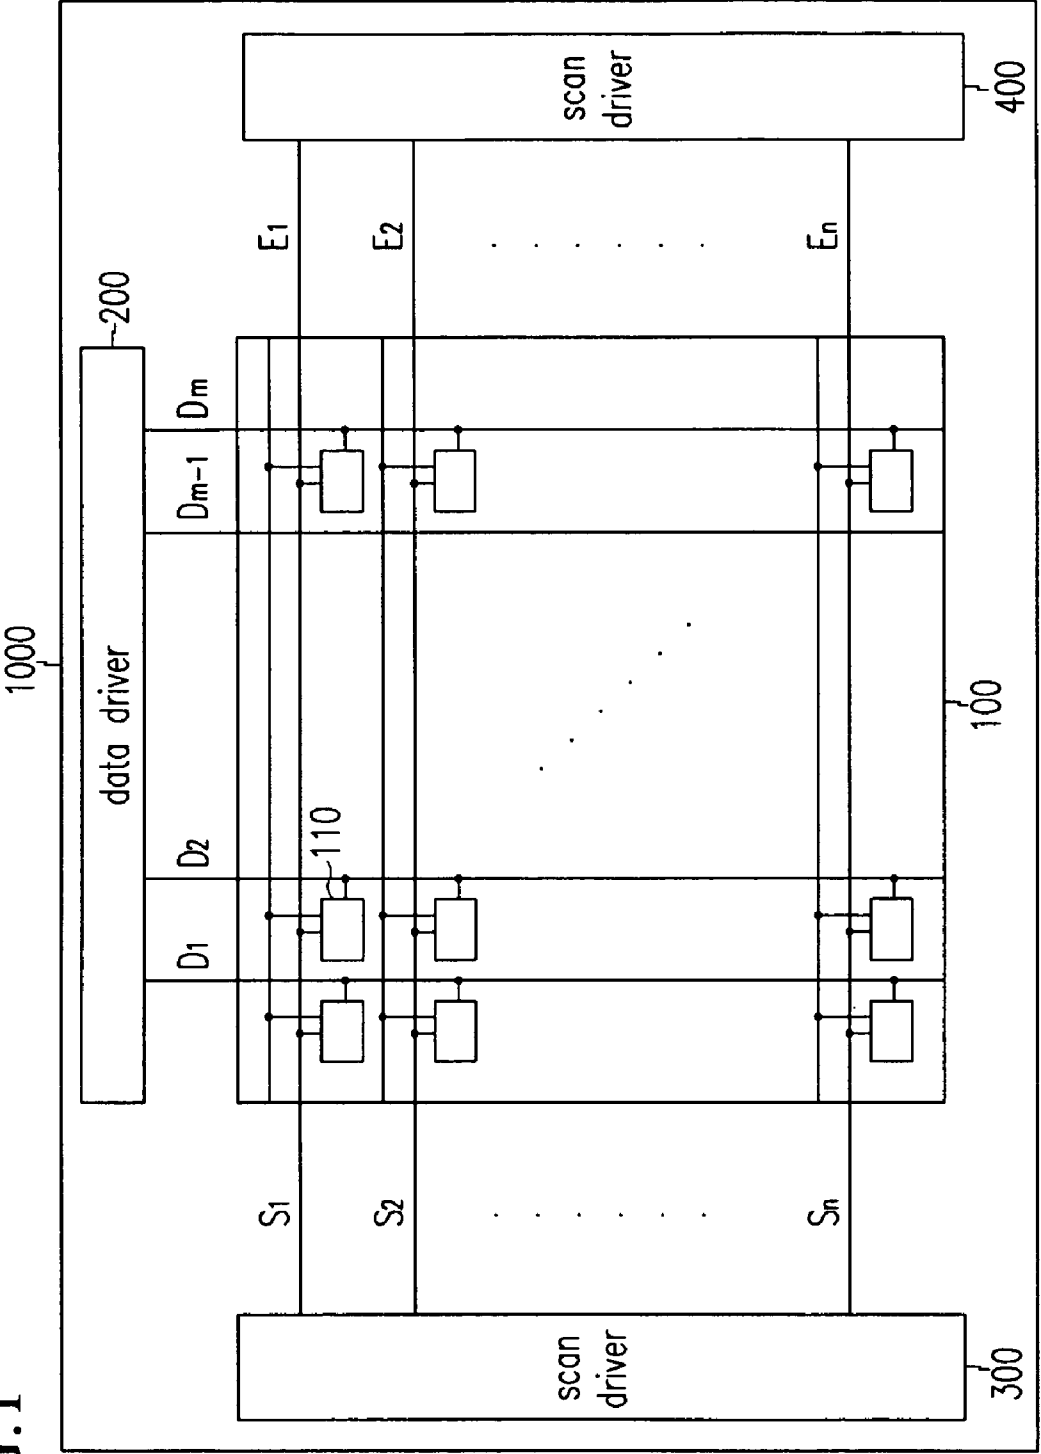 1000
200
data driver
D1
D2
Dm-1
Dm
110
S1
E1
S2
E2
Sn
En
scan
driver
300
100
scan
driver
400